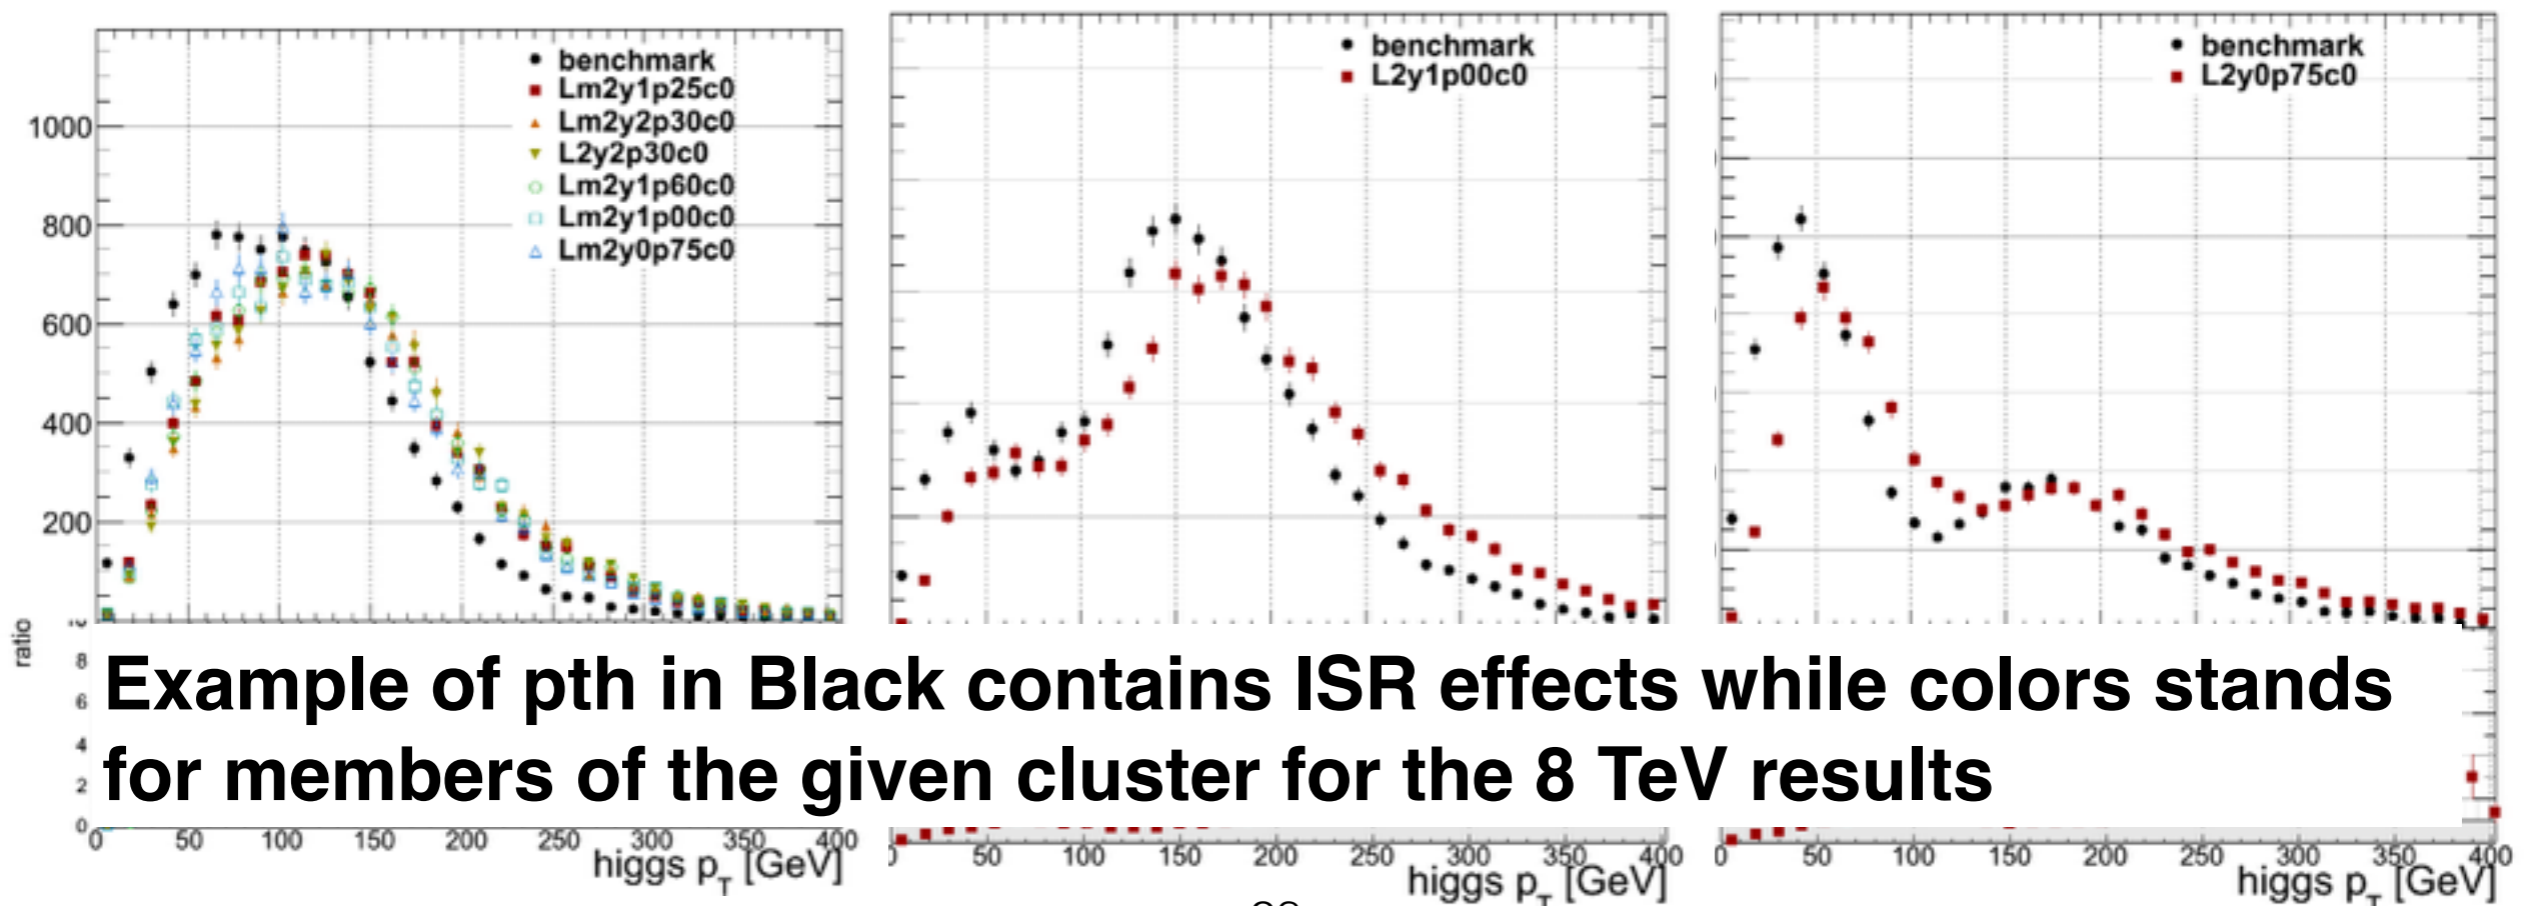 benchmark
Lm2y1p25c0
Lm2y2p30c0
L2y2p30c0
Lm2y1p60c0
Lm2y1p00c0
Lm2y0p75c0
1000
800
600
400
200
benchmark
L2y1p00c0
benchmark
L2y0p75c0
ratio
8
6
4
2
0
Example of pth in Black contains ISR effects while colors stands
for members of the given cluster for the 8 TeV results
0 50 100 150 200 250 300 350 400
higgs pT [GeV]
50 100 150 200 250 300 350 400
higgs pT [GeV]
0 50 100 150 200 250 300 350 400
higgs pT [GeV]